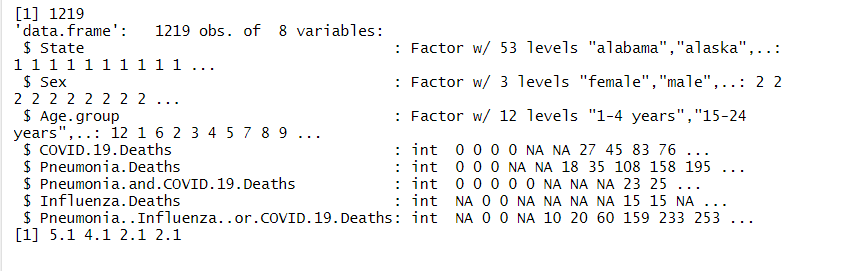 [1] 1219
'data.frame':   1219 obs. of  8 variables:
 $ State                                     : Factor w/ 53 levels "alabama","alaska",..:
1 1 1 1 1 1 1 1 1 1 ...
 $ Sex                                       : Factor w/ 3 levels "female","male",..: 2 2
2 2 2 2 2 2 2 2 ...
 $ Age.group                                 : Factor w/ 12 levels "1-4 years","15-24
years",..: 12 1 6 2 3 4 5 7 8 9 ...
 $ COVID.19.Deaths                           : int  0 0 0 0 NA NA 27 45 83 76 ...
 $ Pneumonia.Deaths                          : int  0 0 0 NA NA 18 35 108 158 195 ...
 $ Pneumonia.and.COVID.19.Deaths             : int  0 0 0 0 0 NA NA NA 23 25 ...
 $ Influenza.Deaths                          : int  NA 0 0 NA NA NA NA 15 15 NA ...
 $ Pneumonia..Influenza..or.COVID.19.Deaths: int  NA 0 0 NA 10 20 60 159 233 253 ...
[1] 5.1 4.1 2.1 2.1